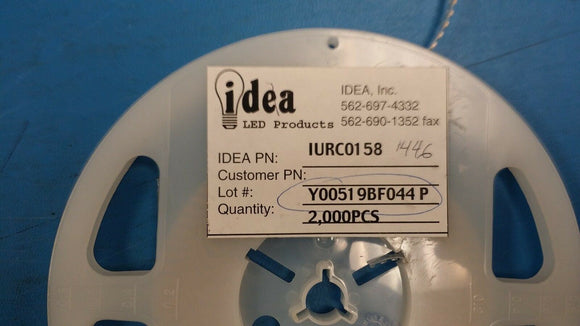 idea
LED Products
IDEA, Inc.
562-697-4332
562-690-1352 fax
IDEA PN: IURC0158 1446
Customer PN:
Lot #: Y00519BF044 P
Quantity: 2,000PCS